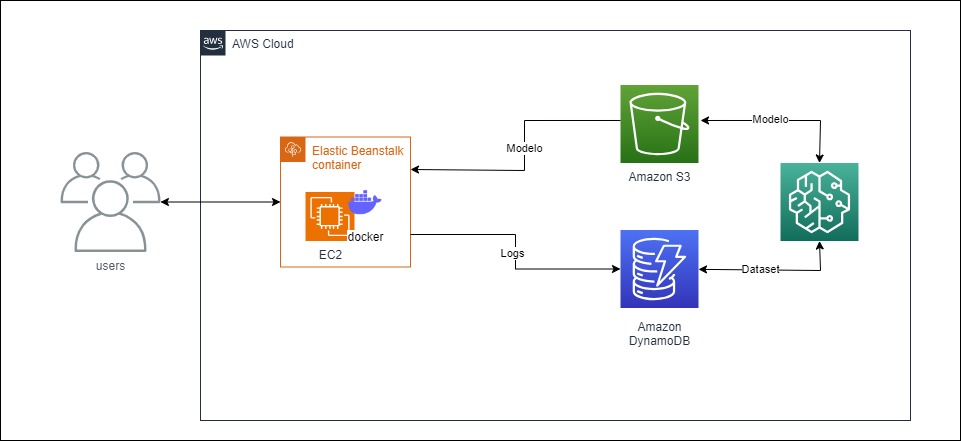 aws
AWS Cloud
Elastic Beanstalk
container
docker
EC2
users
Modelo
Logs
Amazon S3
Modelo
Amazon
DynamoDB
Dataset